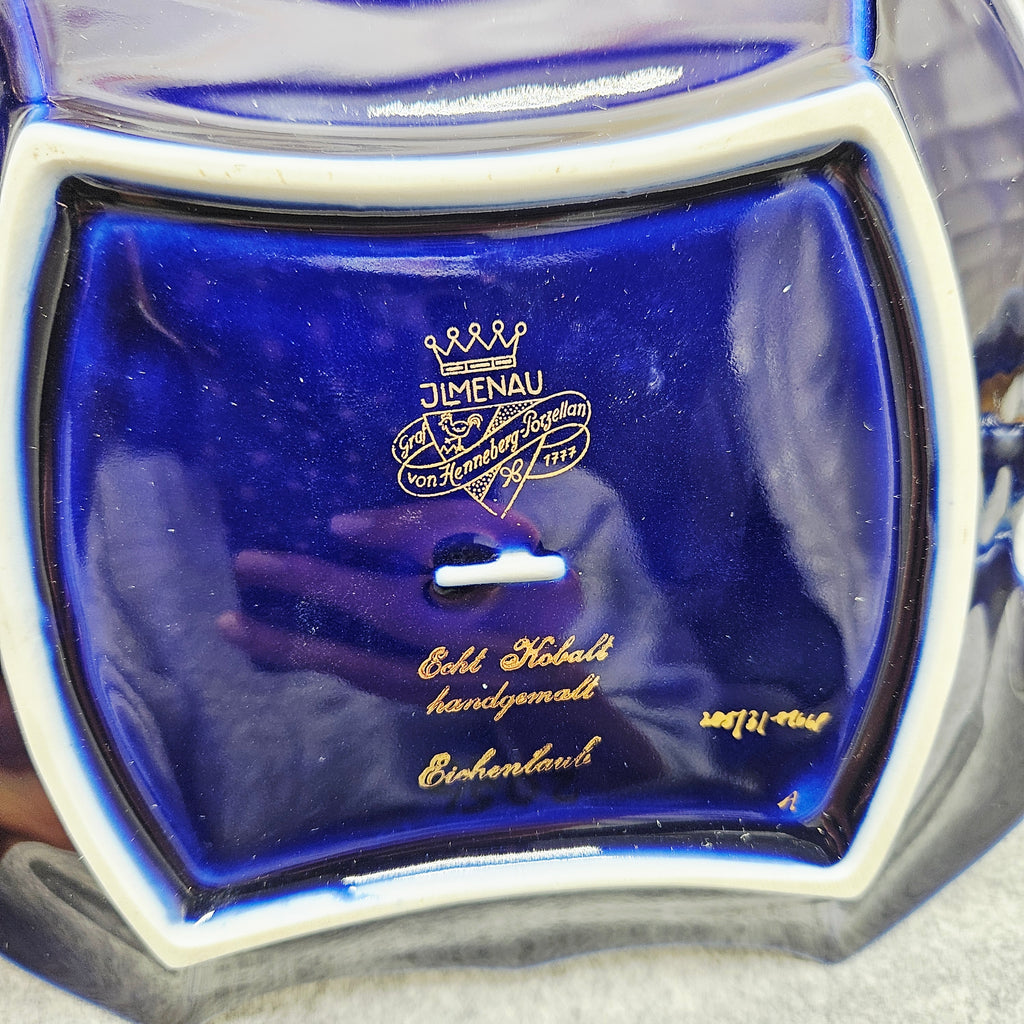 JLMENAU
Graf
von Henneberg-Porzellan
1777
Echt Kobalt
handgemalt
Eichenlaub
A